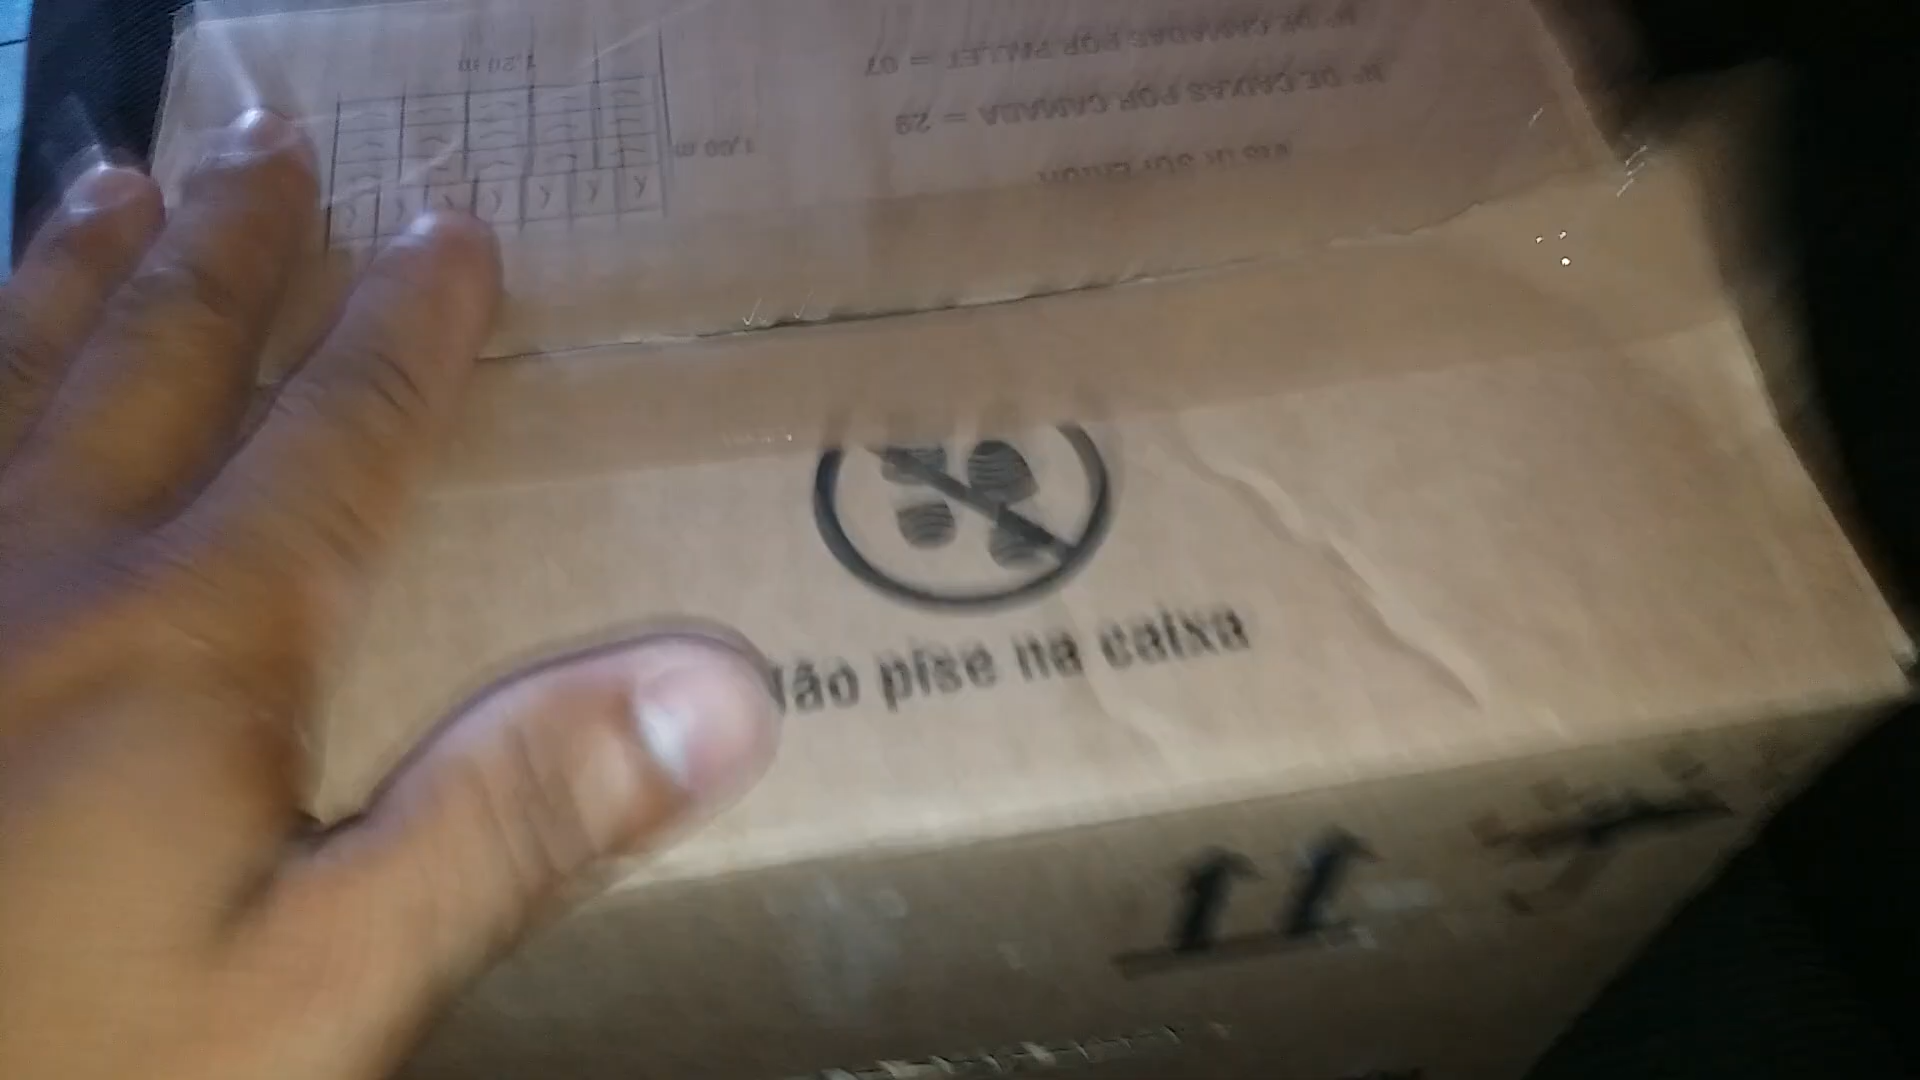 Nº DE CAMADAS POR PALLET = 07
Nº DE CAIXAS POR CAMADA = 29
1,20 m
1,00 m
não pise na caixa